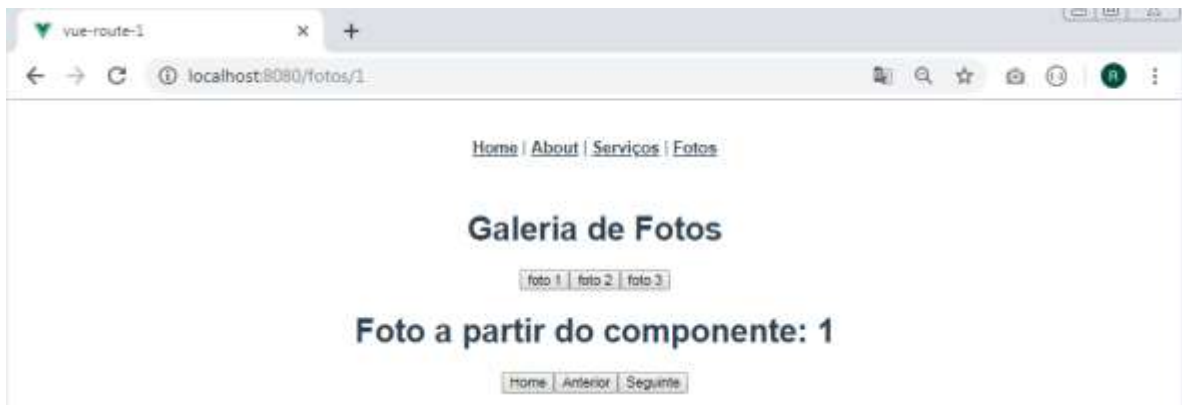 vue-route-1
localhost:8080/fotos/1
R
Home | About | Serviços | Fotos
Galeria de Fotos
foto 1 foto 2 foto 3
Foto a partir do componente: 1
Home Anterior Seguinte